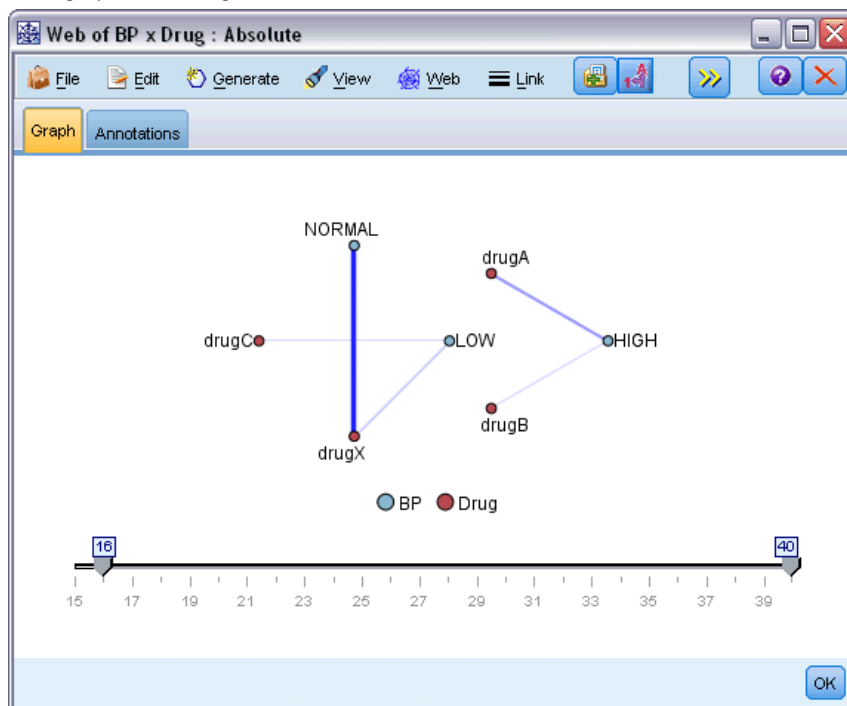 Web of BP x Drug : Absolute
File Edit Generate View Web Link
Graph Annotations
NORMAL
drugA
drugC
LOW
HIGH
drugB
drugX
BP Drug
16 40
15 17 19 21 23 25 27 29 31 33 35 37 39
OK